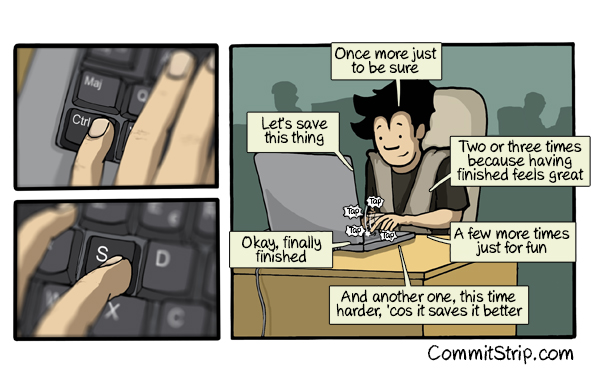 Maj
Ctrl
S
D
X
C
Once more just
to be sure
Let's save
this thing
Two or three times
because having
finished feels great
Tap
Tap
Tap
Tap
Okay, finally
finished
A few more times
just for fun
And another one, this time
harder, 'cos it saves it better
CommitStrip.com